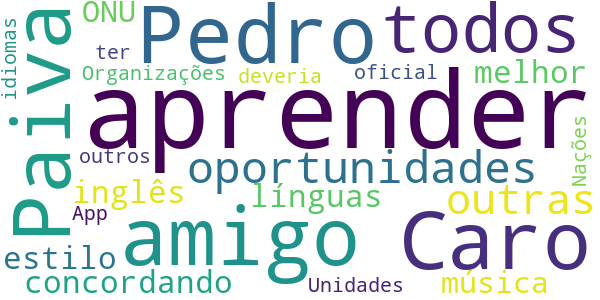 ONU
Pedro
todos
idiomas
Paiva
ter
Organizações
deveria
oficial
melhor
aprender
Nações
outros
oportunidades
inglês
línguas
outras
App
amigo
Caro
estilo
concordando
Unidades
música